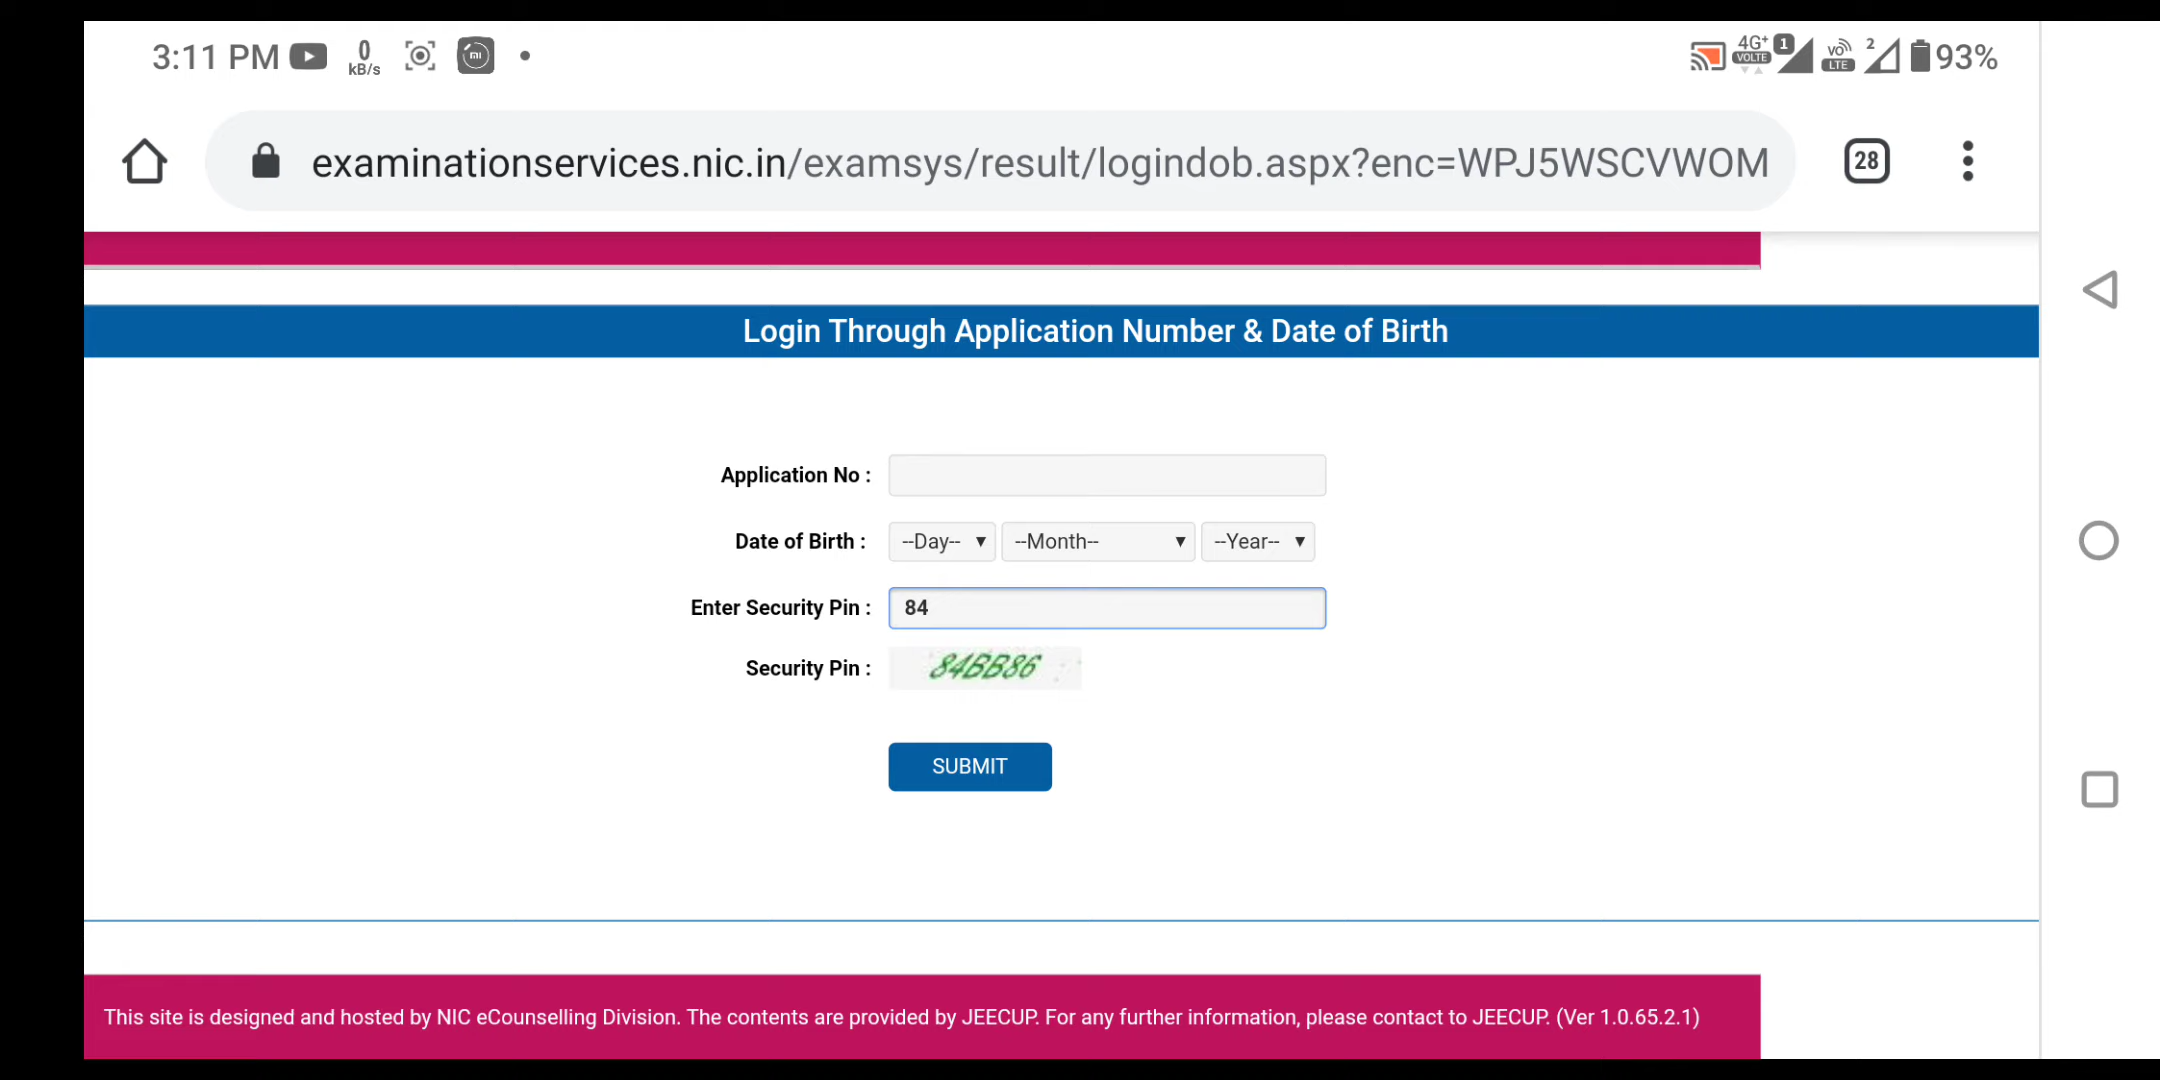 3:11 PM 0 kB/s mi 4G+ VOLTE 1 VO LTE 2 93%
examinationservices.nic.in/examsys/result/logindob.aspx?enc=WPJ5WSCVWOM 28
Login Through Application Number & Date of Birth
Application No :
Date of Birth : --Day-- --Month-- --Year--
Enter Security Pin : 84
Security Pin : 84BB86
SUBMIT
This site is designed and hosted by NIC eCounselling Division. The contents are provided by JEECUP. For any further information, please contact to JEECUP. (Ver 1.0.65.2.1)